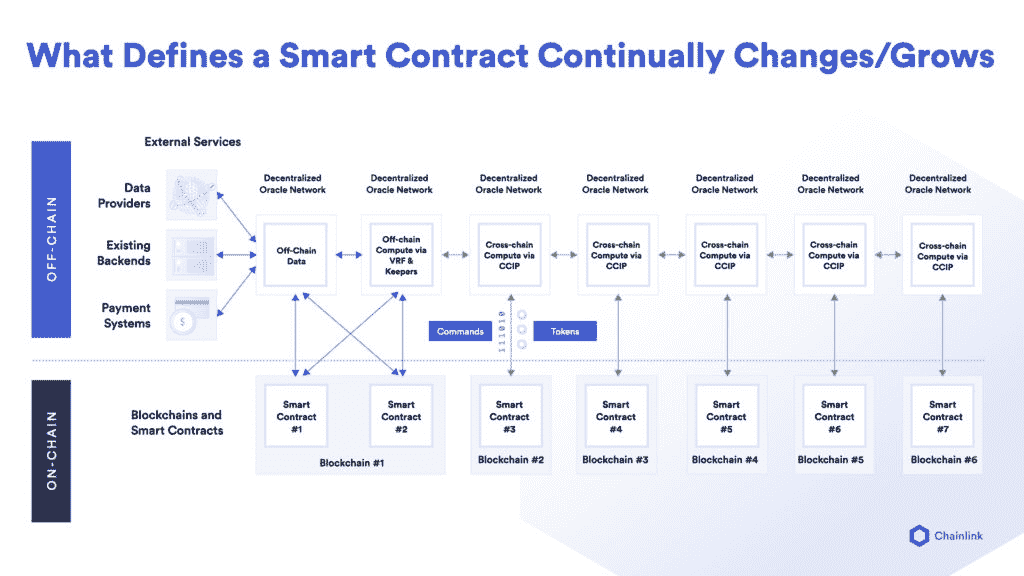 What Defines a Smart Contract Continually Changes/Grows
OFF-CHAIN
External Services
Data
Providers
Existing
Backends
Payment
Systems
$
Decentralized
Oracle Network
Decentralized
Oracle Network
Decentralized
Oracle Network
Decentralized
Oracle Network
Decentralized
Oracle Network
Decentralized
Oracle Network
Decentralized
Oracle Network
Off-Chain
Data
Off-chain
Compute via
VRF &
Keepers
Cross-chain
Compute via
CCIP
Cross-chain
Compute via
CCIP
Cross-chain
Compute via
CCIP
Cross-chain
Compute via
CCIP
Cross-chain
Compute via
CCIP
Commands
111010
Tokens
ON-CHAIN
Blockchains and
Smart Contracts
Smart
Contract
#1
Smart
Contract
#2
Blockchain #1
Smart
Contract
#3
Blockchain #2
Smart
Contract
#4
Blockchain #3
Smart
Contract
#5
Blockchain #4
Smart
Contract
#6
Blockchain #5
Smart
Contract
#7
Blockchain #6
Chainlink